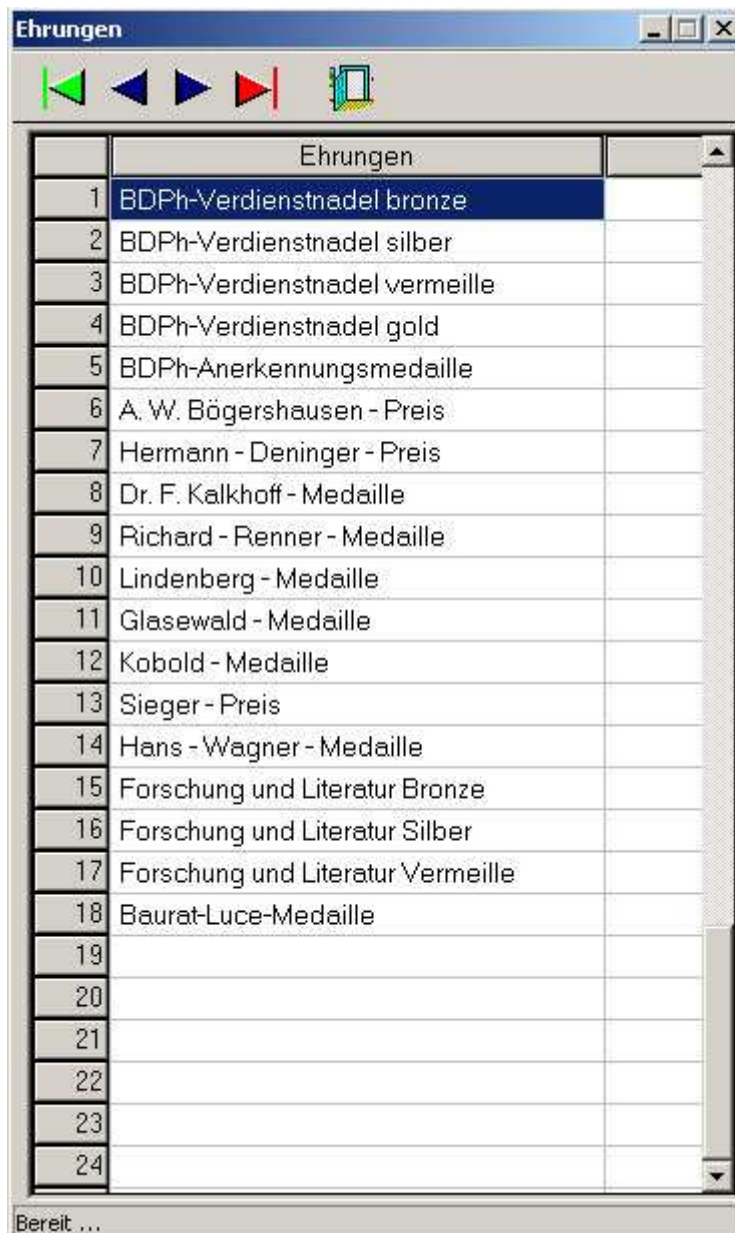 Ehrungen
Ehrungen
1 BDPh-Verdienstnadel bronze
2 BDPh-Verdienstnadel silber
3 BDPh-Verdienstnadel vermeille
4 BDPh-Verdienstnadel gold
5 BDPh-Anerkennungsmedaille
6 A. W. Bögershausen - Preis
7 Hermann - Deninger - Preis
8 Dr. F. Kalkhoff - Medaille
9 Richard - Renner - Medaille
10 Lindenberg - Medaille
11 Glasewald - Medaille
12 Kobold - Medaille
13 Sieger - Preis
14 Hans - Wagner - Medaille
15 Forschung und Literatur Bronze
16 Forschung und Literatur Silber
17 Forschung und Literatur Vermeille
18 Baurat-Luce-Medaille
19
20
21
22
23
24
Bereit ...